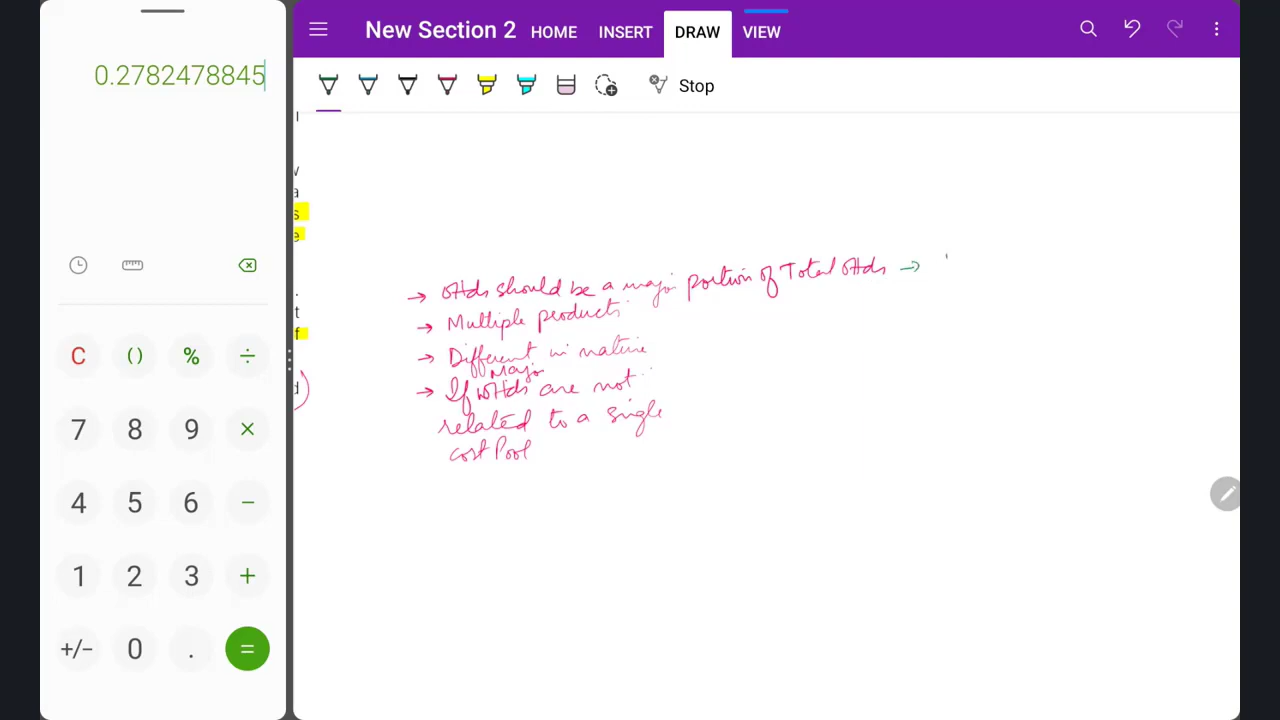 0.2782478845
C
( )
%
÷
7
8
9
×
4
5
6
−
1
2
3
+
+/−
0
.
=
New Section 2
HOME
INSERT
DRAW
VIEW
Stop
l
w
a
s
e
.
t
f
d
→ OHds should be a major portion of Total OHds →
→ Multiple products
→ Different in nature
Major
→ If OHds are not
related to a single
cost Pool